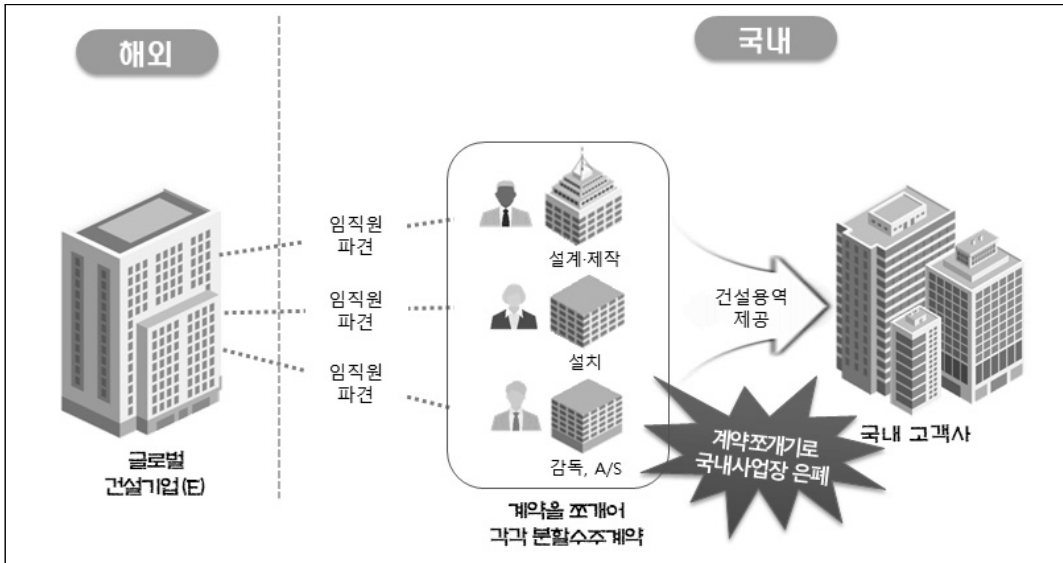 해외
국내
임직원
파견
설계·제작
임직원
파견
설치
건설용역
제공
임직원
파견
감독, A/S
글로벌
건설기업(E)
계약을 쪼개어
각각 분할수주계약
계약쪼개기로
국내사업장 은폐
국내 고객사